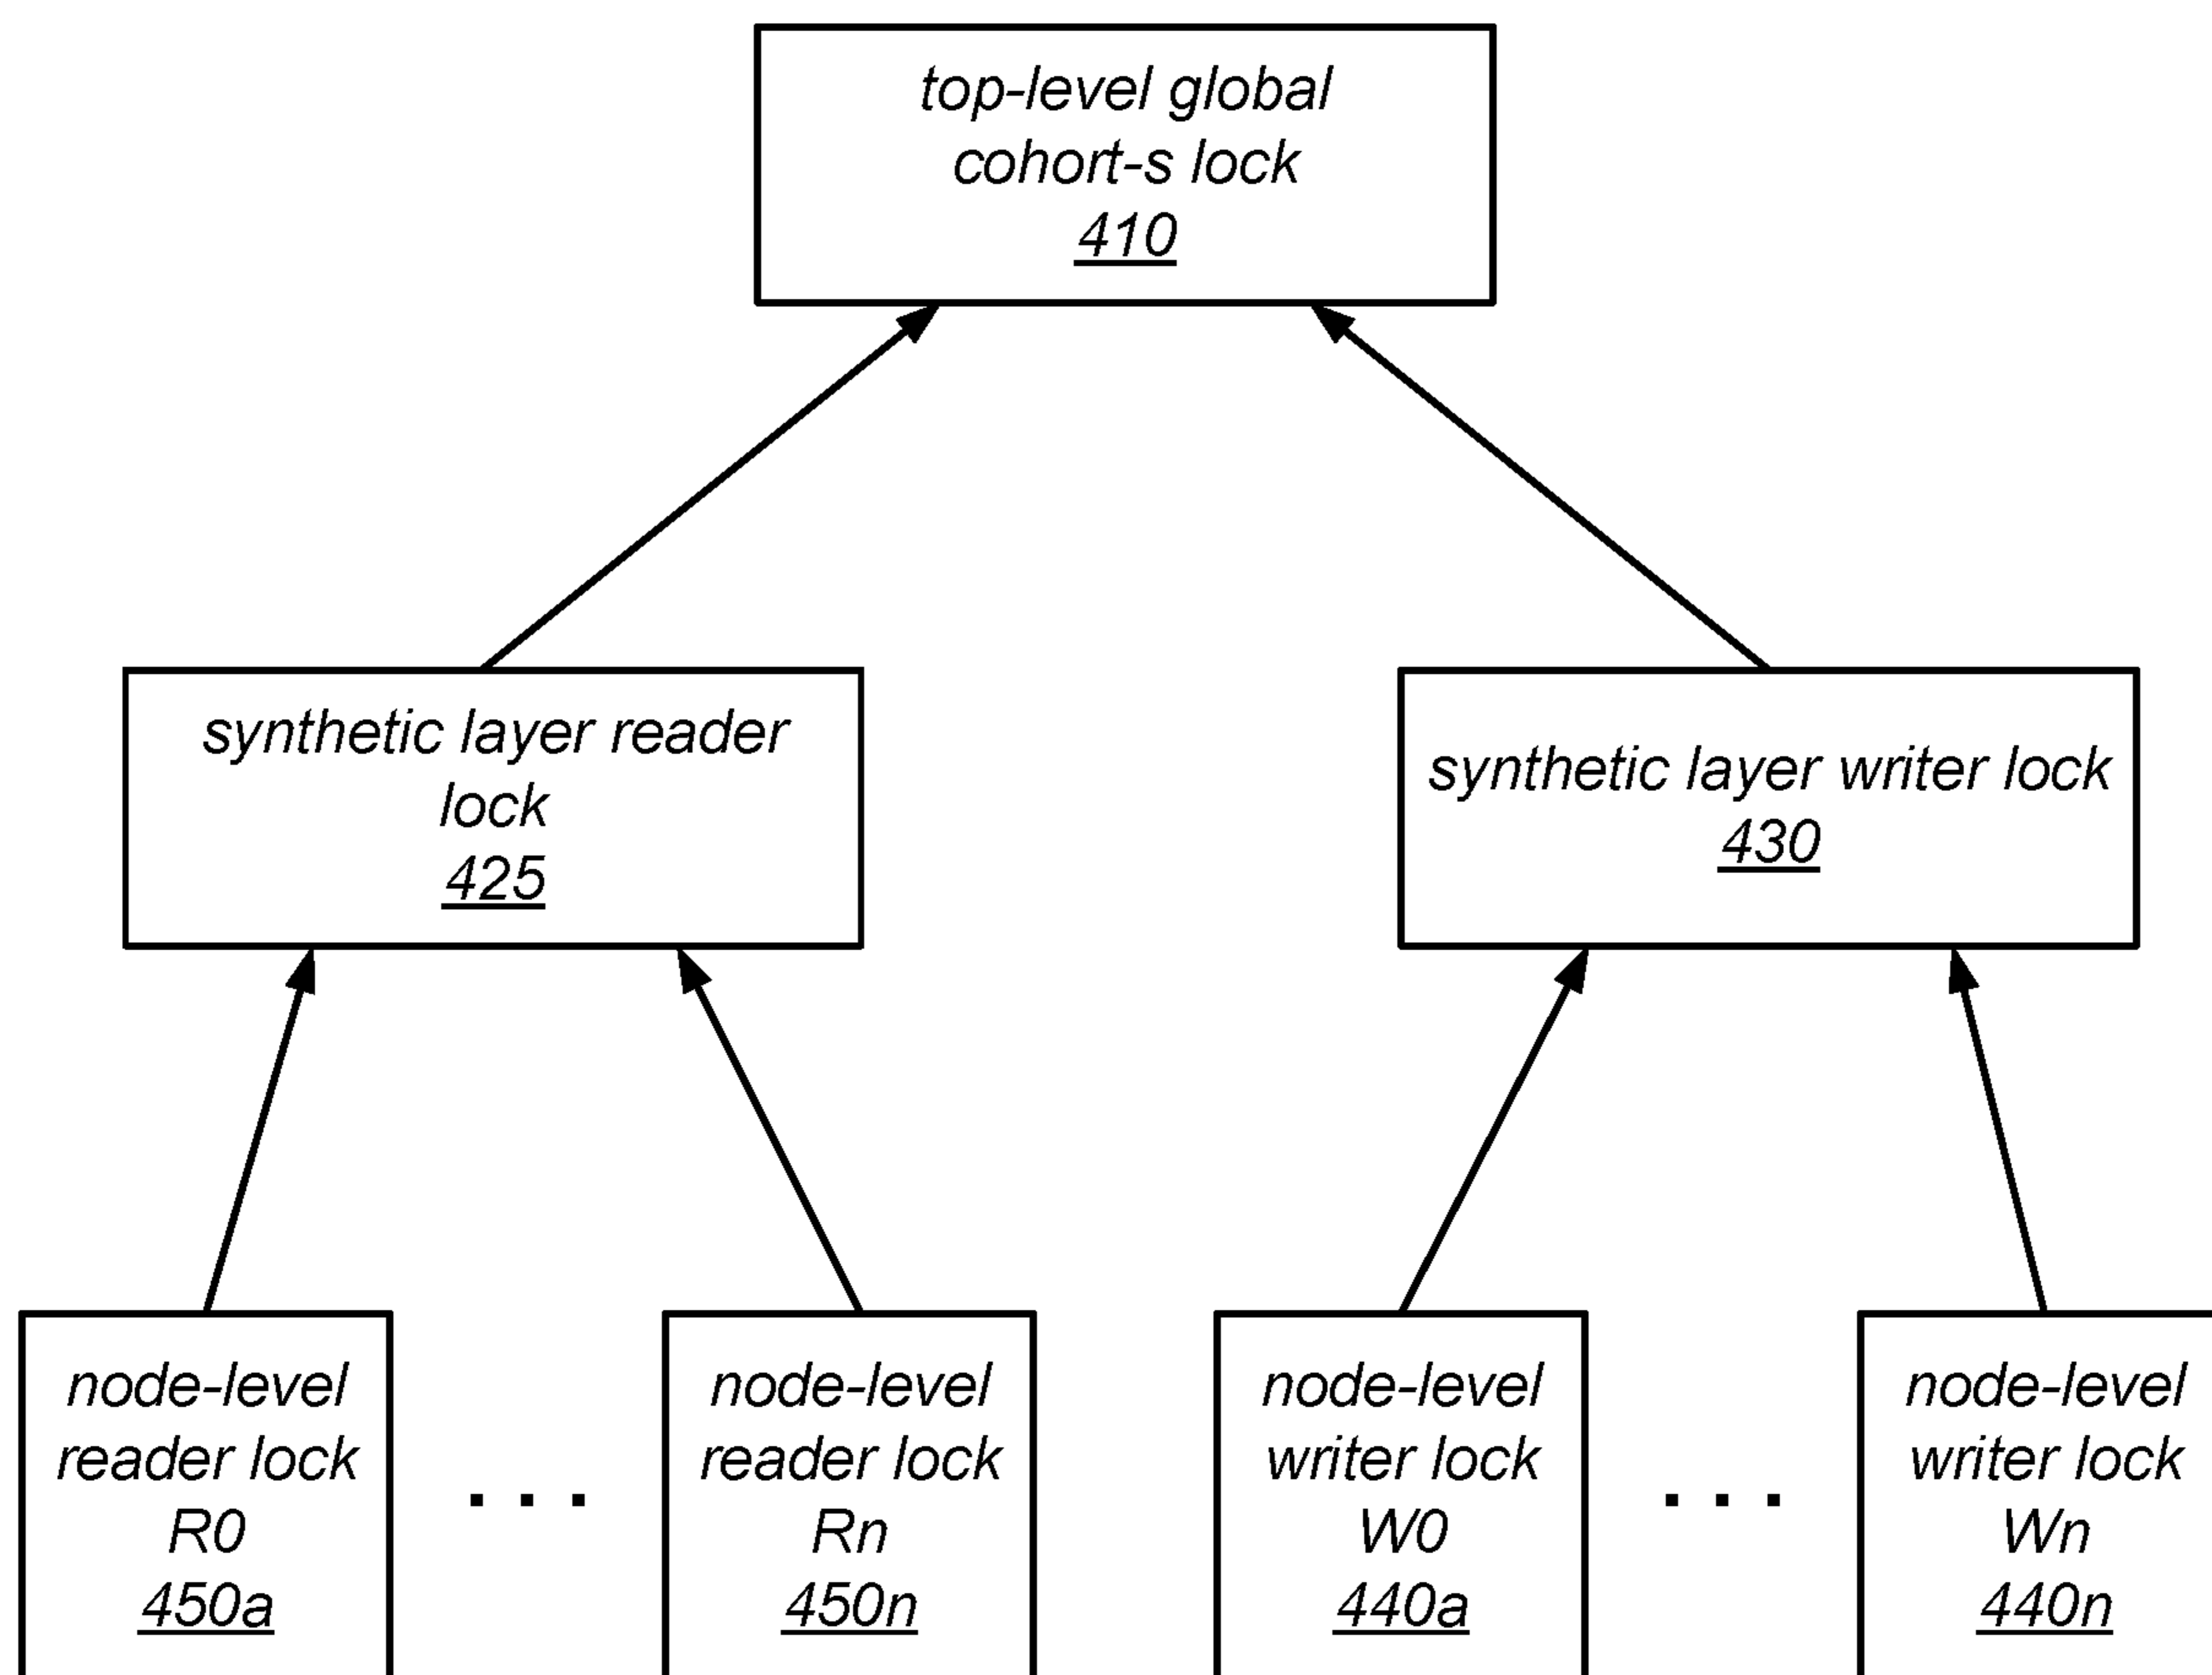 top-level global
cohort-s lock
410
synthetic layer reader
lock
425
synthetic layer writer lock
430
node-level
reader lock
R0
450a
. . .
node-level
reader lock
Rn
450n
node-level
writer lock
W0
440a
. . .
node-level
writer lock
Wn
440n